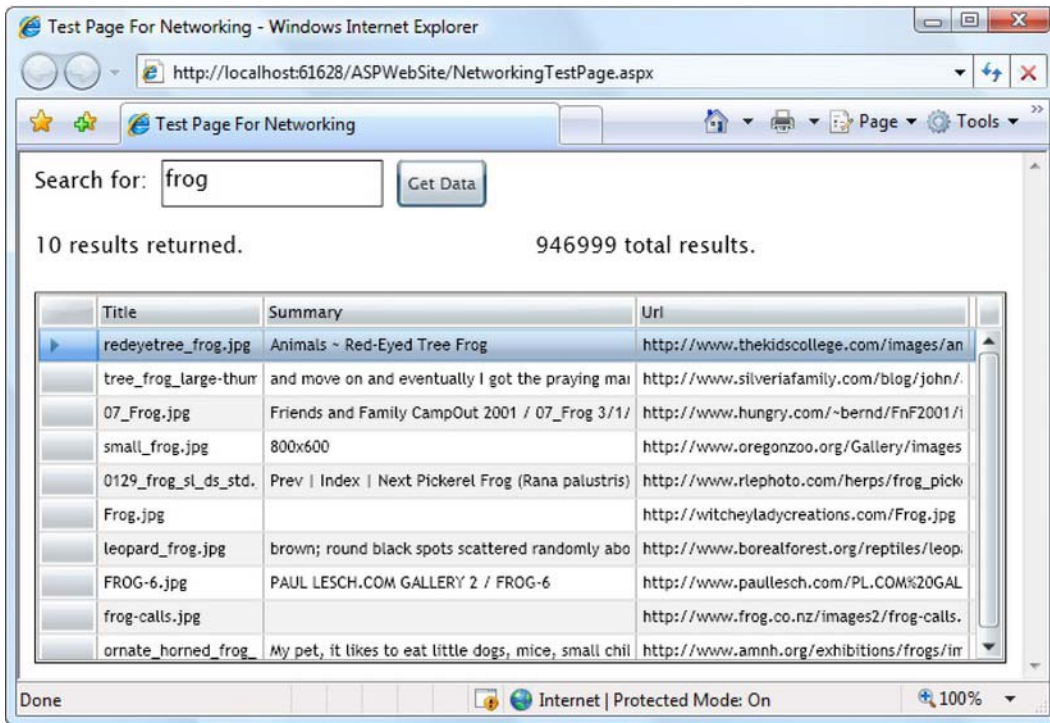 Test Page For Networking - Windows Internet Explorer
http://localhost:61628/ASPWebSite/NetworkingTestPage.aspx
Test Page For Networking Page Tools
Search for: frog Get Data
10 results returned. 946999 total results.
Title Summary Url
redeyetree_frog.jpg Animals ~ Red-Eyed Tree Frog http://www.thekidscollege.com/images/an
tree_frog_large-thum and move on and eventually I got the praying mai http://www.silveriafamily.com/blog/john/
07_Frog.jpg Friends and Family CampOut 2001 / 07_Frog 3/1/ http://www.hungry.com/~bernd/FnF2001/i
small_frog.jpg 800x600 http://www.oregonzoo.org/Gallery/images
0129_frog_sl_ds_std. Prev | Index | Next Pickerel Frog (Rana palustris) http://www.rlephoto.com/herps/frog_pick
Frog.jpg http://witcheyladycreations.com/Frog.jpg
leopard_frog.jpg brown; round black spots scattered randomly abo http://www.borealforest.org/reptiles/leop
FROG-6.jpg PAUL LESCH.COM GALLERY 2 / FROG-6 http://www.paullesch.com/PL.COM%20GAL
frog-calls.jpg http://www.frog.co.nz/images2/frog-calls.
ornate_horned_frog_ My pet, it likes to eat little dogs, mice, small chil http://www.amnh.org/exhibitions/frogs/im
Done Internet | Protected Mode: On 100%